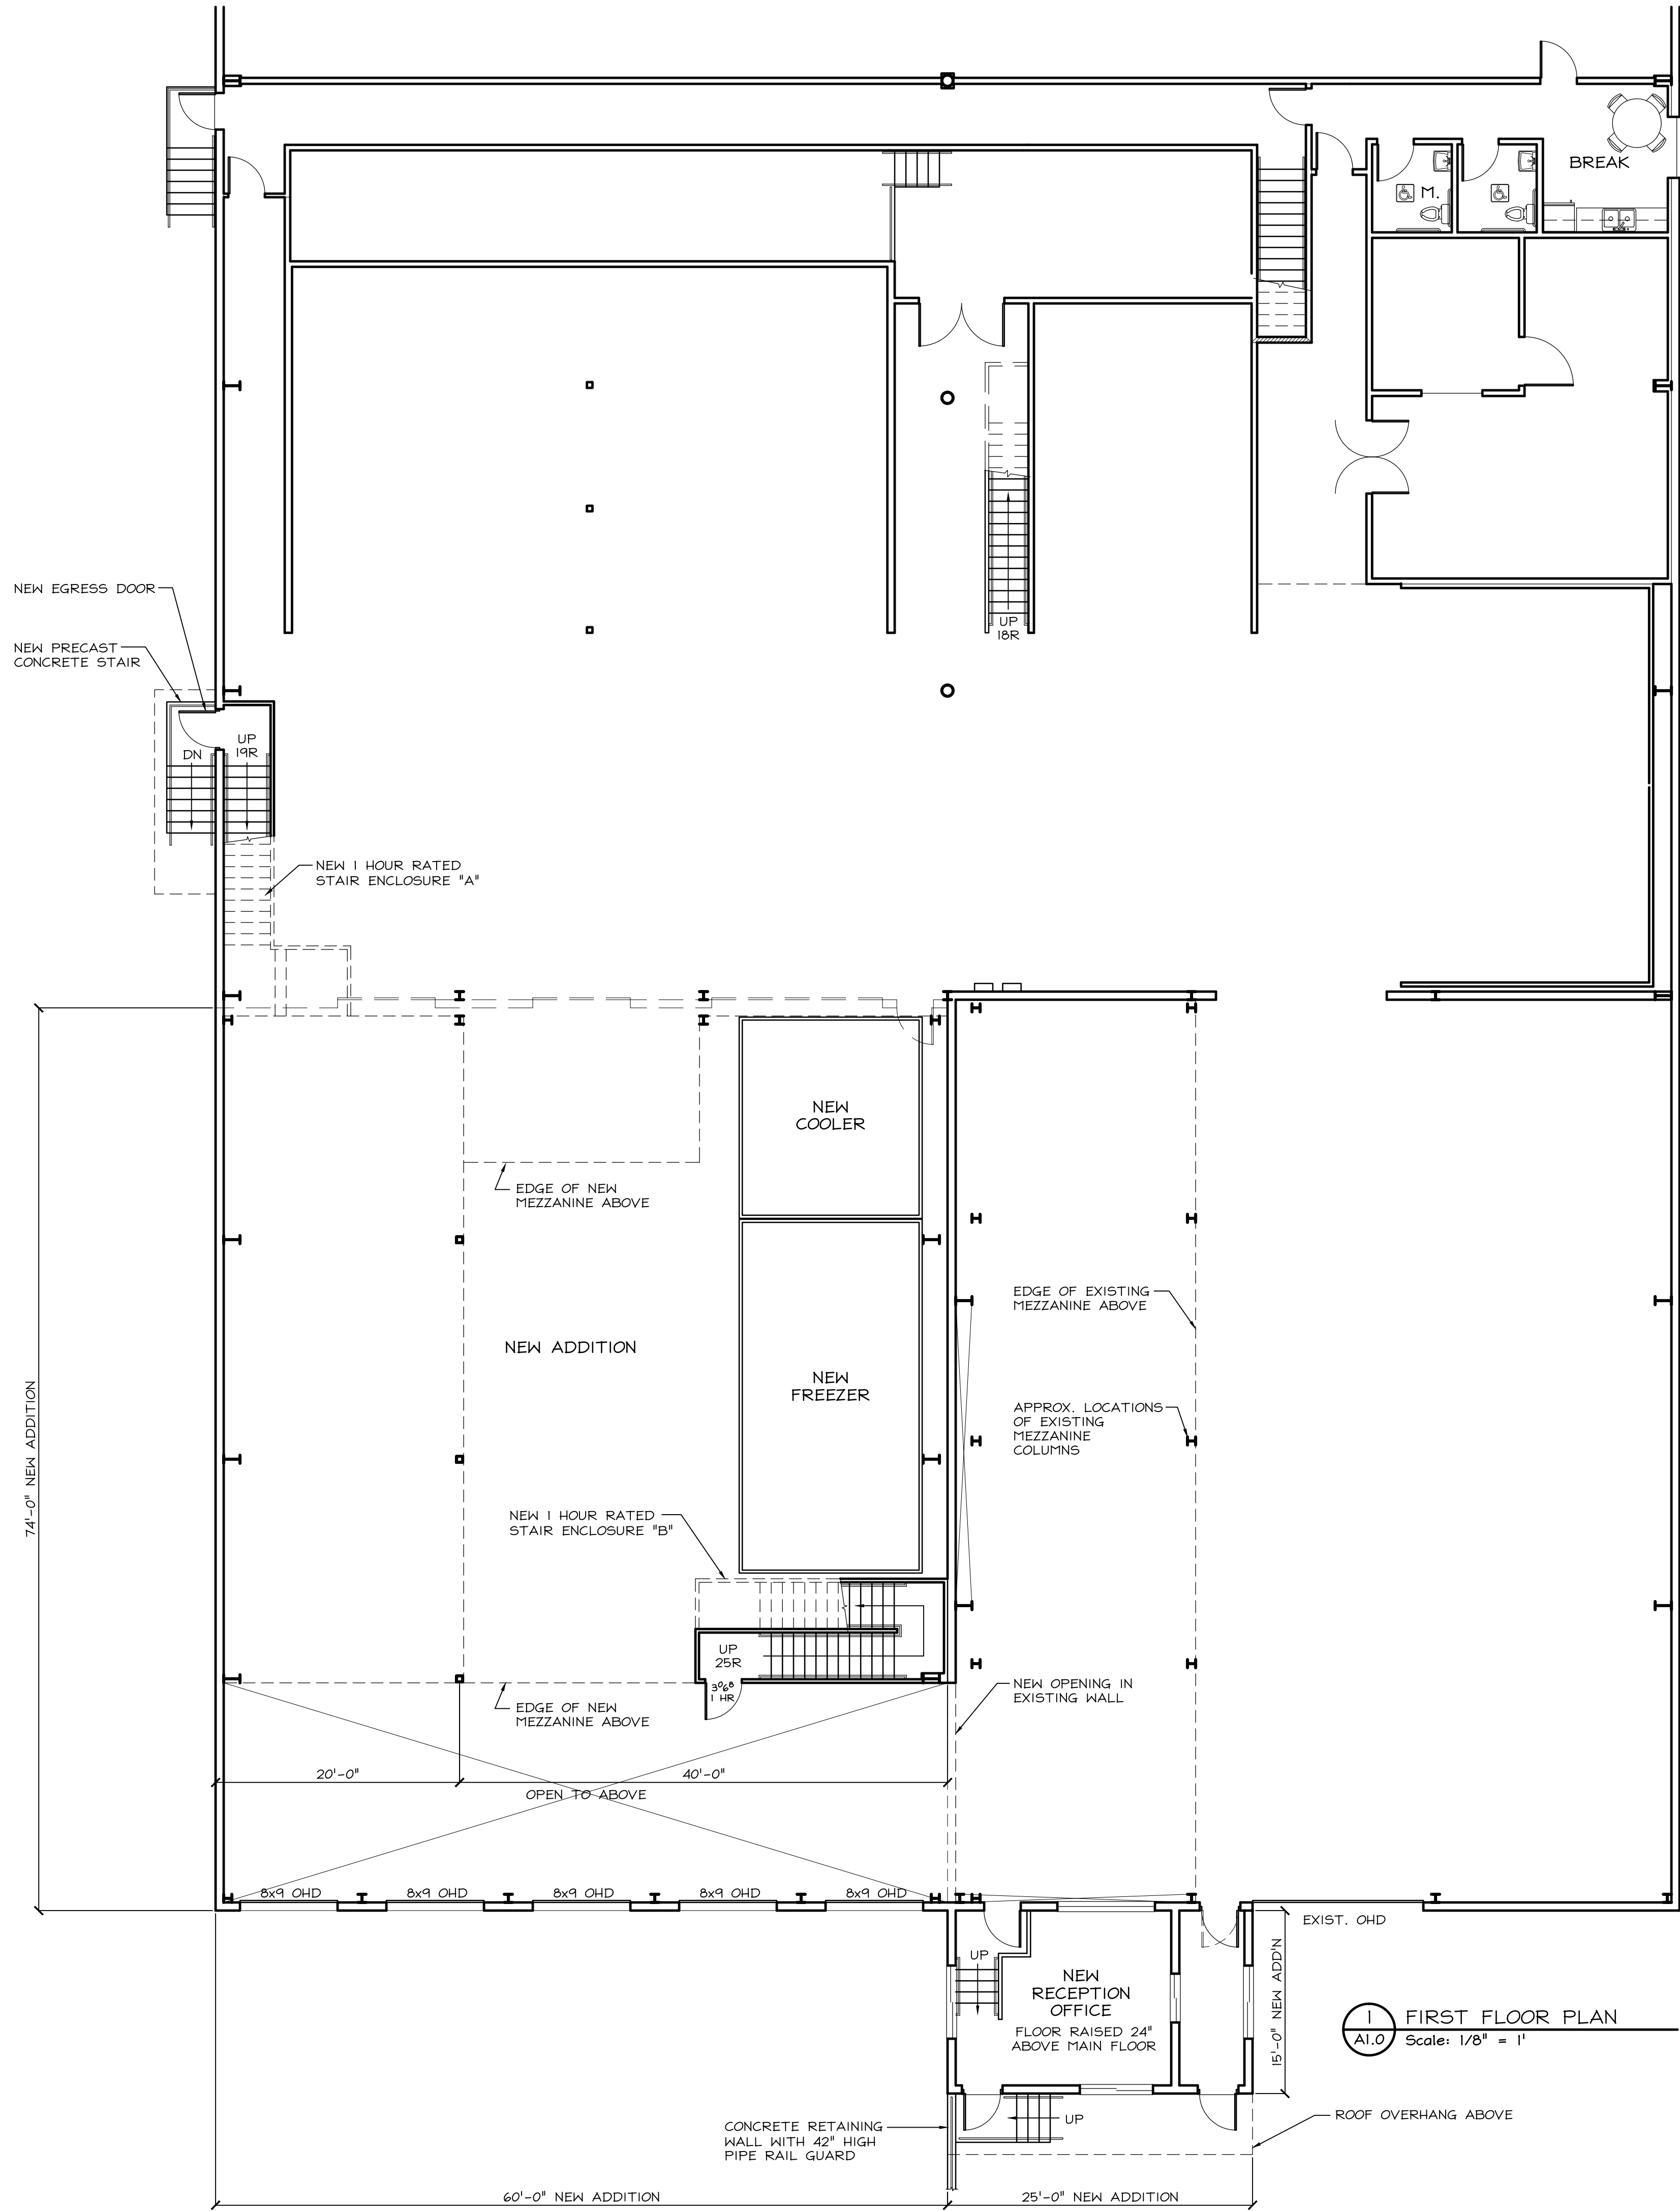 BREAK
M.
UP
18R
NEW EGRESS DOOR
NEW PRECAST
CONCRETE STAIR
DN
UP
19R
NEW 1 HOUR RATED
STAIR ENCLOSURE "A"
NEW
COOLER
EDGE OF NEW
MEZZANINE ABOVE
EDGE OF EXISTING
MEZZANINE ABOVE
NEW ADDITION
NEW
FREEZER
APPROX. LOCATIONS
OF EXISTING
MEZZANINE
COLUMNS
74'-0" NEW ADDITION
NEW 1 HOUR RATED
STAIR ENCLOSURE "B"
UP
25R
3068
1 HR
NEW OPENING IN
EXISTING WALL
EDGE OF NEW
MEZZANINE ABOVE
20'-0"
40'-0"
OPEN TO ABOVE
8x9 OHD
8x9 OHD
8x9 OHD
8x9 OHD
8x9 OHD
EXIST. OHD
UP
NEW
RECEPTION
OFFICE
FLOOR RAISED 24"
ABOVE MAIN FLOOR
15'-0" NEW ADD'N
1
A1.0
FIRST FLOOR PLAN
Scale: 1/8" = 1'
UP
ROOF OVERHANG ABOVE
CONCRETE RETAINING
WALL WITH 42" HIGH
PIPE RAIL GUARD
60'-0" NEW ADDITION
25'-0" NEW ADDITION